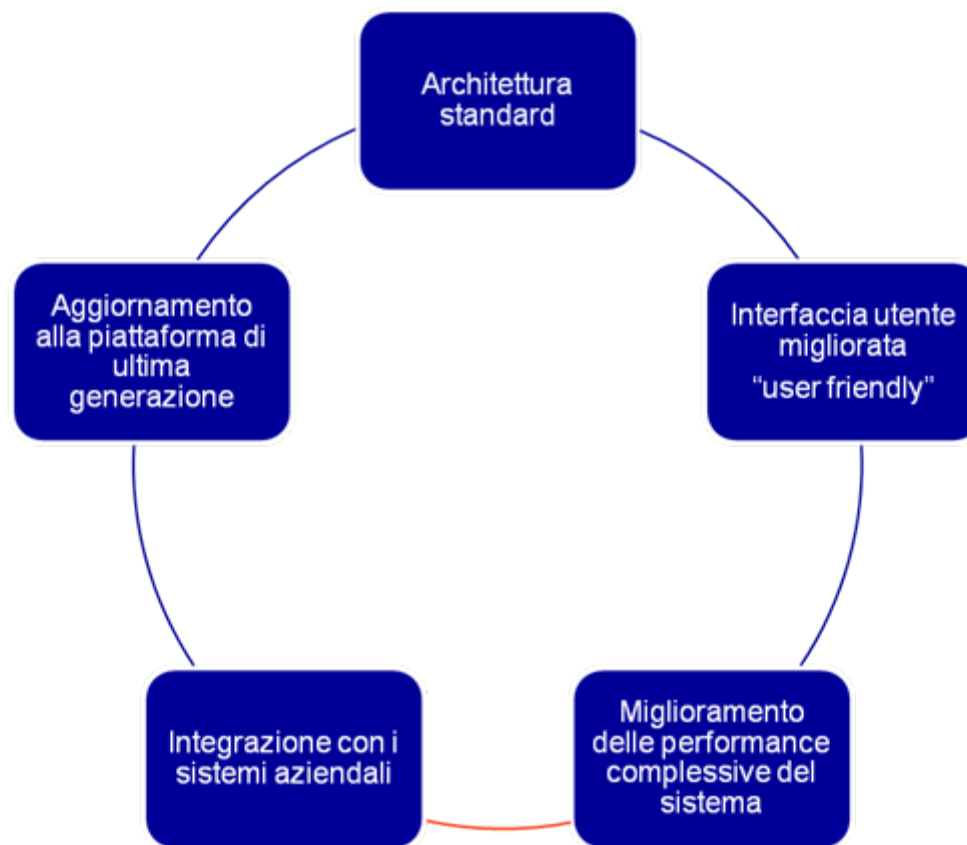 Architettura
standard
Aggiornamento
alla piattaforma di
ultima
generazione
Interfaccia utente
migliorata
“user friendly”
Integrazione con i
sistemi aziendali
Miglioramento
delle performance
complessive del
sistema